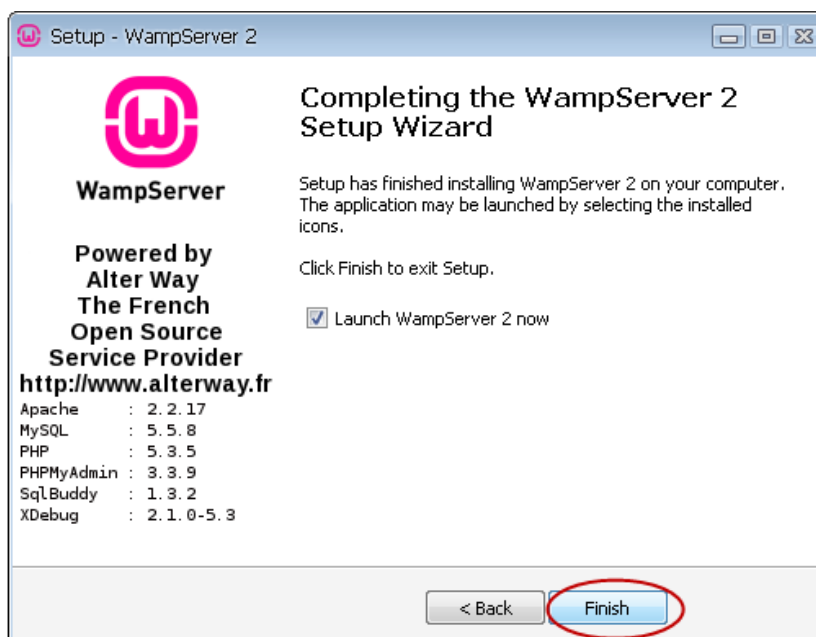 Setup - WampServer 2
WampServer
Powered by
Alter Way
The French
Open Source
Service Provider
http://www.alterway.fr
Apache : 2.2.17
MySQL : 5.5.8
PHP : 5.3.5
PHPMyAdmin : 3.3.9
SqlBuddy : 1.3.2
XDebug : 2.1.0-5.3
Completing the WampServer 2
Setup Wizard
Setup has finished installing WampServer 2 on your computer.
The application may be launched by selecting the installed
icons.
Click Finish to exit Setup.
Launch WampServer 2 now
< Back
Finish